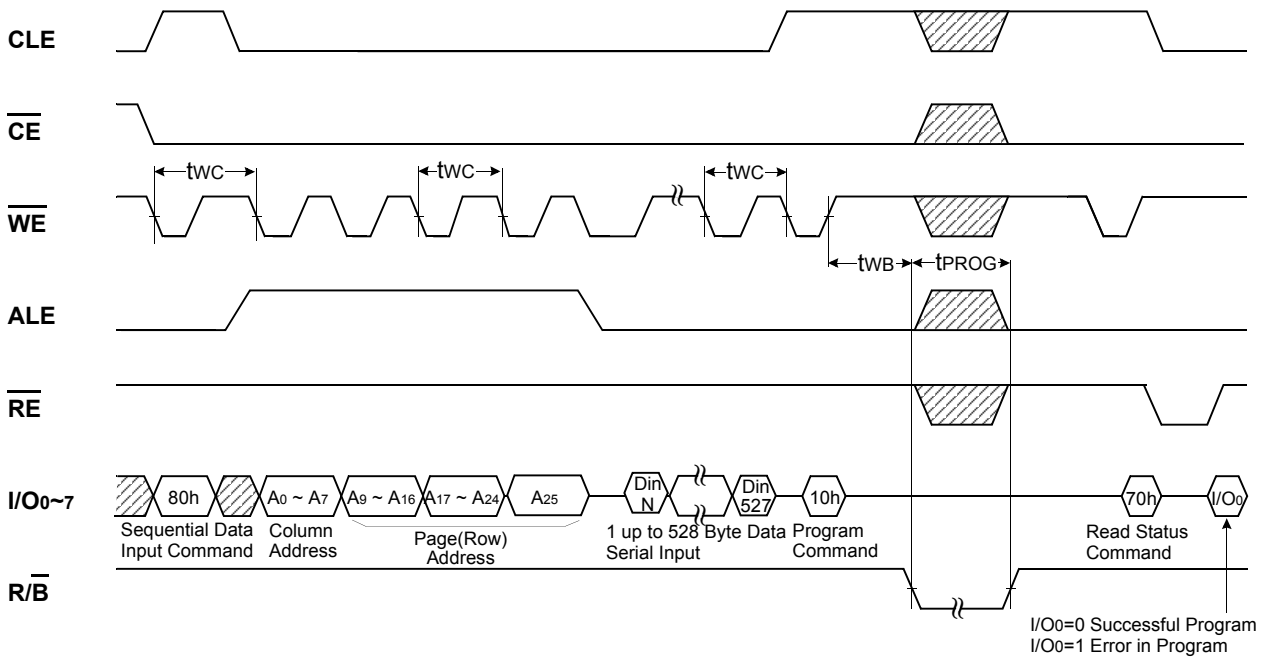 CLE
CE
tWC
tWC
tWC
WE
tWB
tPROG
ALE
RE
I/O0~7
80h
A0 ~ A7
A9 ~ A16
A17 ~ A24
A25
Din
N
Din
527
10h
70h
I/O0
Sequential Data
Input Command
Column
Address
Page(Row)
Address
1 up to 528 Byte Data
Serial Input
Program
Command
Read Status
Command
R/B
I/O0=0 Successful Program
I/O0=1 Error in Program